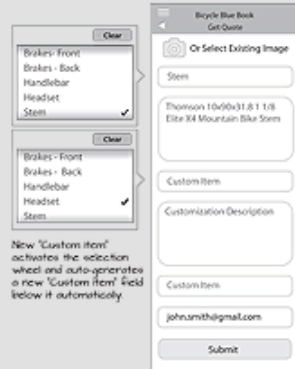 Clear
Brakes- Front
Brakes - Back
Handlebar
Headset
Stem
Clear
Brakes - Front
Brakes - Back
Handlebar
Headset
Stem
New "Custom item"
activates the selection
wheel and auto-generates
a new "Custom item" field
below it automatically.
Bicycle Blue Book
Get Quote
Or Select Existing Image
Stem
Thomson 10x90x31.8 1 1/8
Elite X4 Mountain Bike Stem
Custom Item
Customization Description
Custom Item
john.smith@gmail.com
Submit